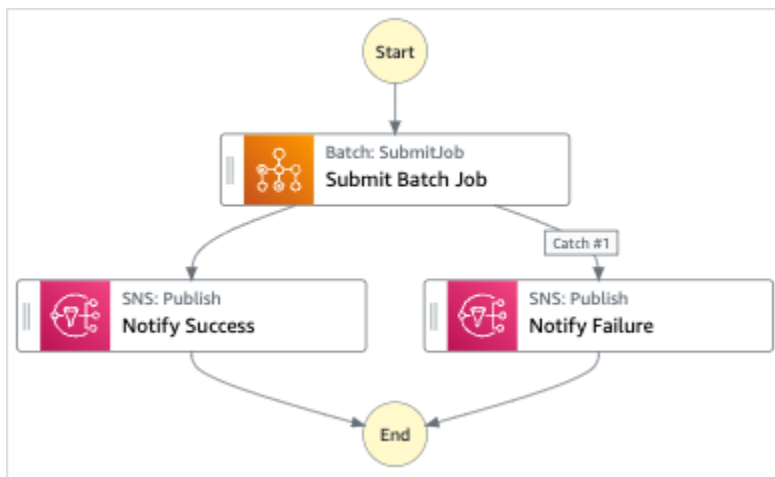 Start
Batch: SubmitJob
Submit Batch Job
Catch #1
SNS: Publish
Notify Success
SNS: Publish
Notify Failure
End